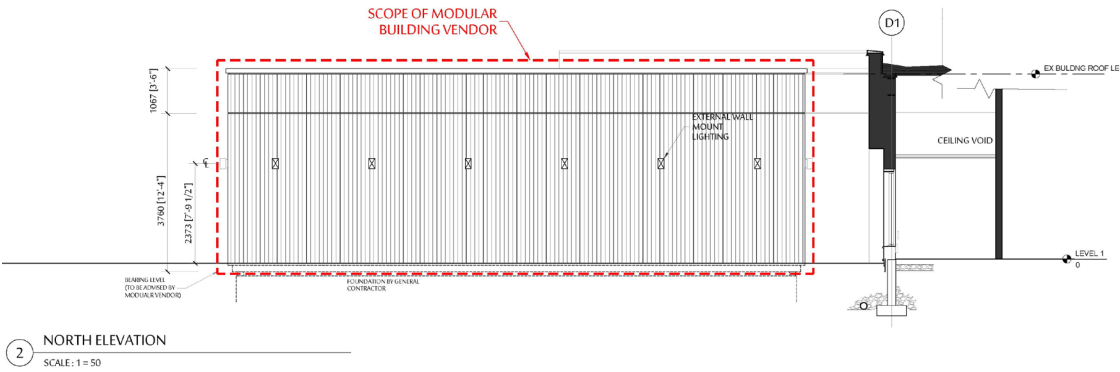 SCOPE OF MODULAR
BUILDING VENDOR
D1
EX BULDNG ROOF LE
1067 [3'-6"]
EXTERNAL WALL
MOUNT
LIGHTING
CEILING VOID
3760 [12'-4"]
2373 [7'-9 1/2"]
LEVEL 1
0
BEARING LEVEL
(TO BE ADVISED BY
MODUALR VENDOR)
FOUNDATION BY GENERAL
CONTRACTOR
2
NORTH ELEVATION
SCALE : 1 = 50